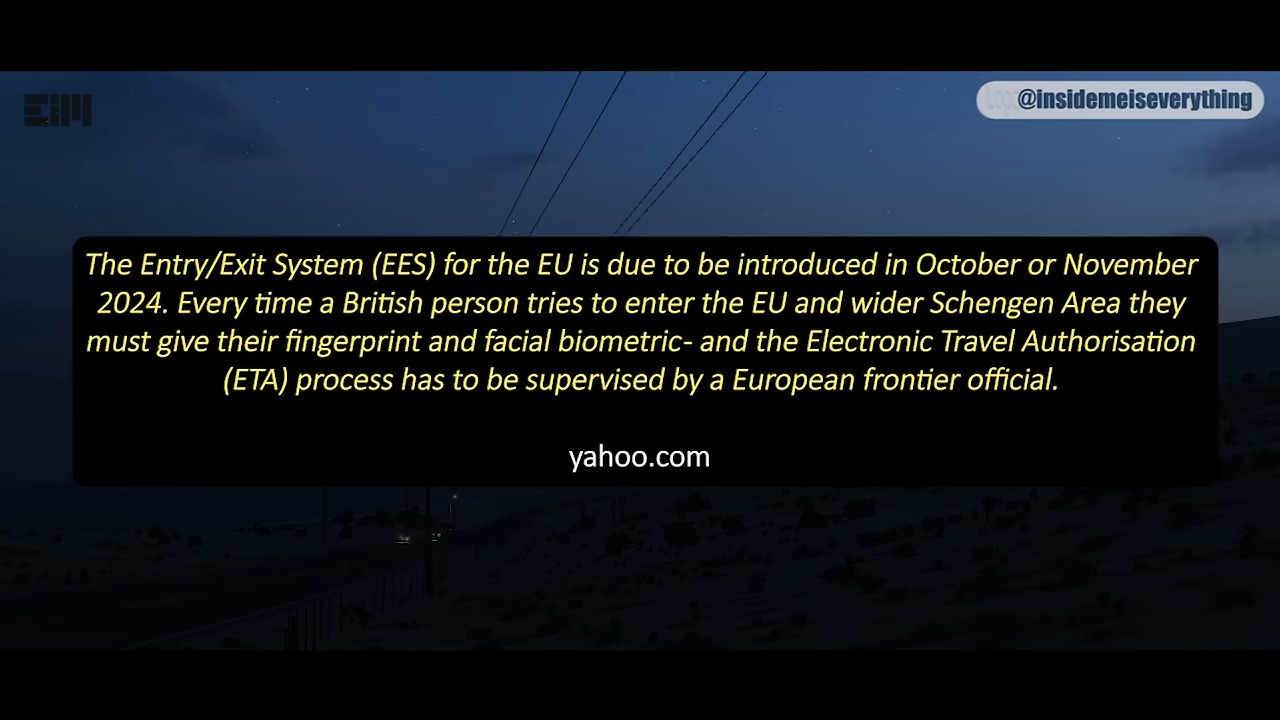 EiM
@insidemeiseverything
The Entry/Exit System (EES) for the EU is due to be introduced in October or November
2024. Every time a British person tries to enter the EU and wider Schengen Area they
must give their fingerprint and facial biometric- and the Electronic Travel Authorisation
(ETA) process has to be supervised by a European frontier official.
yahoo.com